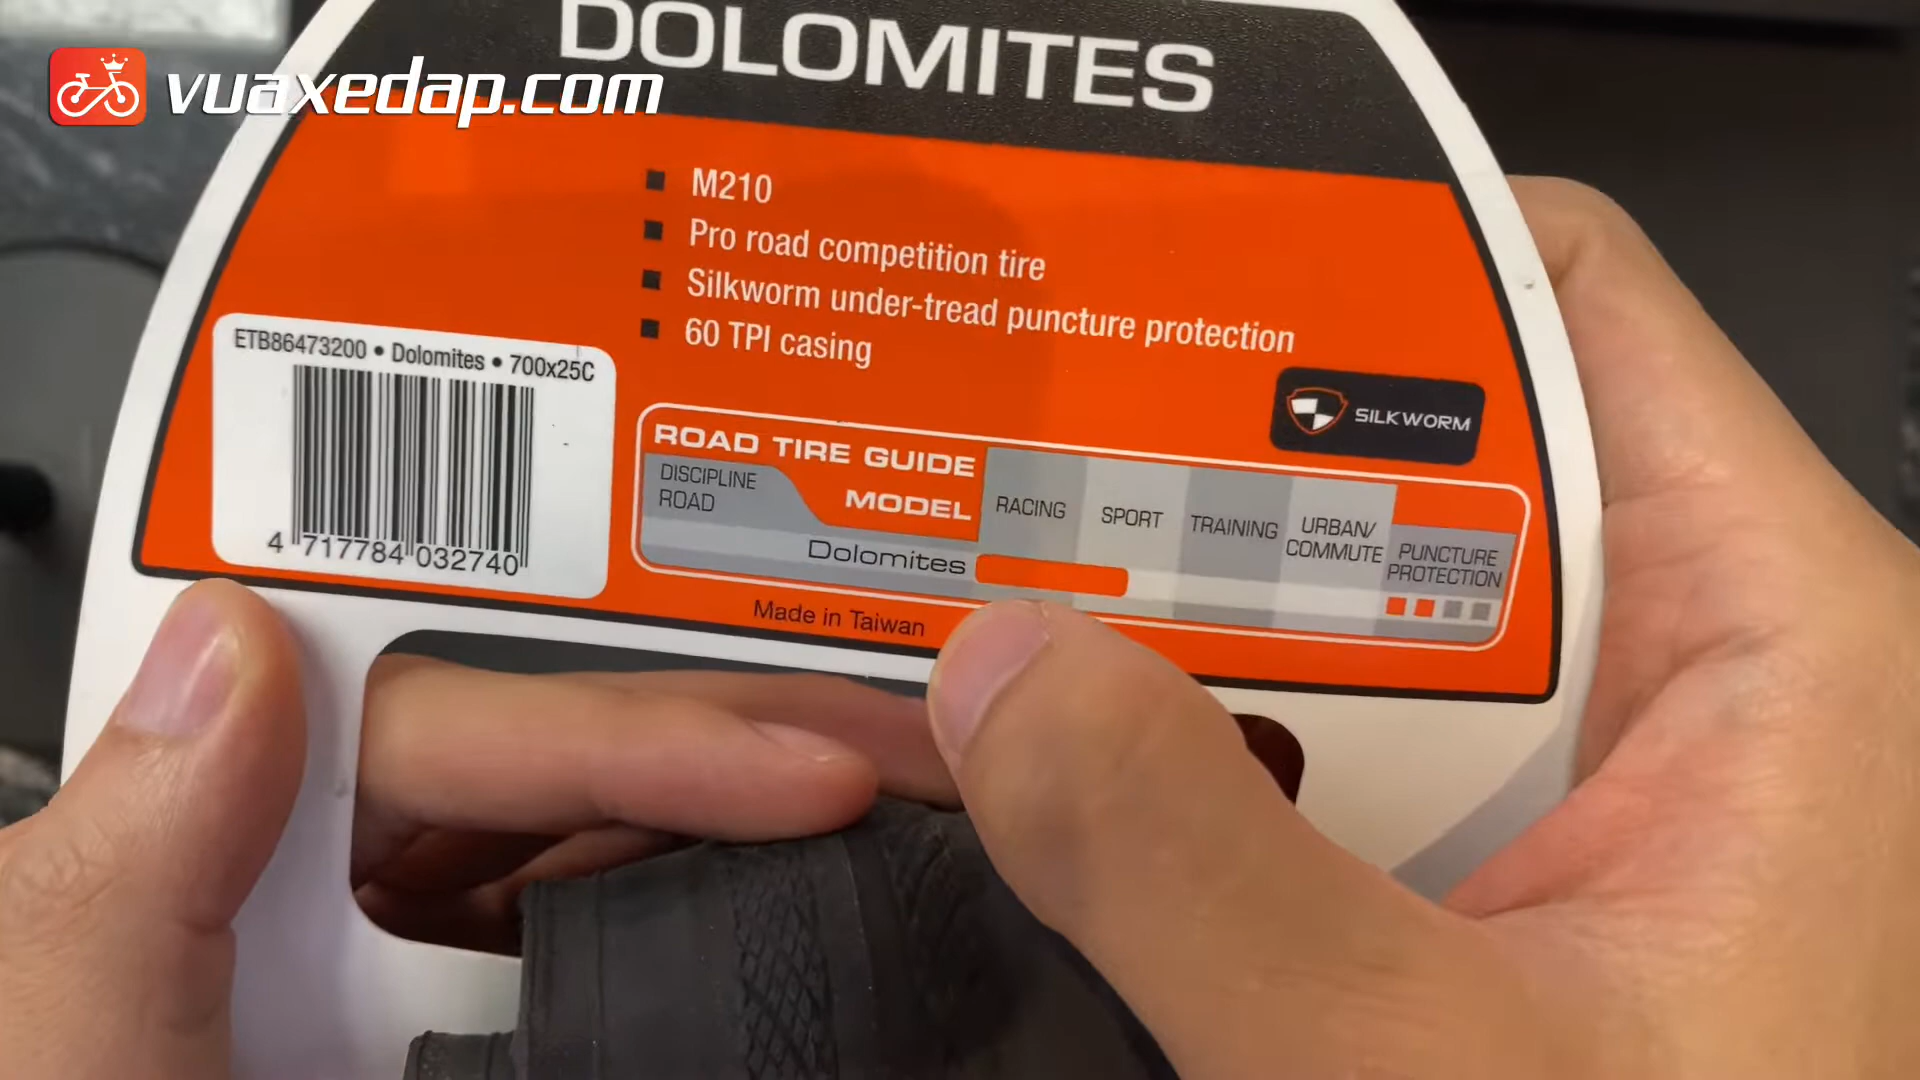 DOLOMITES
vuaxedap.com
M210
Pro road competition tire
Silkworm under-tread puncture protection
60 TPI casing
ETB86473200 • Dolomites • 700x25C
4 717784 032740
SILKWORM
ROAD TIRE GUIDE
DISCIPLINE
ROAD
MODEL
RACING
SPORT
TRAINING
URBAN/
COMMUTE
PUNCTURE
PROTECTION
Dolomites
Made in Taiwan